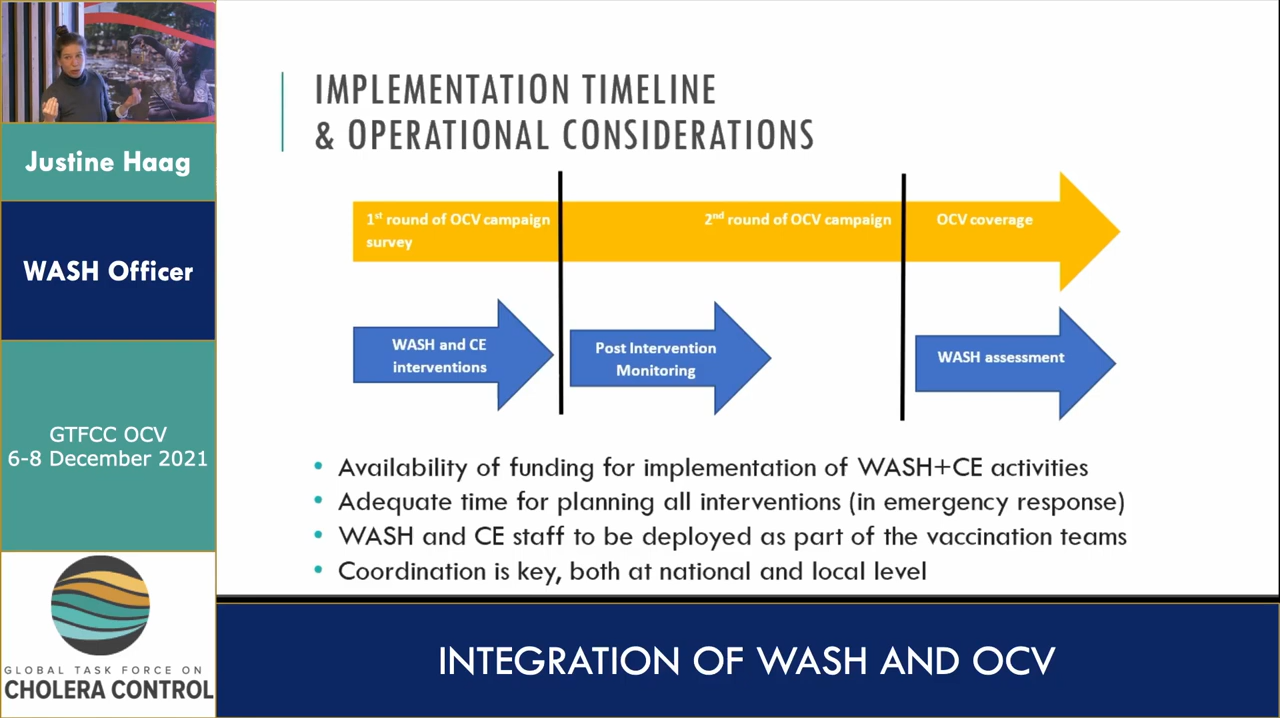 Justine Haag
WASH Officer
GTFCC OCV
6-8 December 2021
GLOBAL TASK FORCE ON
CHOLERA CONTROL
IMPLEMENTATION TIMELINE
& OPERATIONAL CONSIDERATIONS
1st round of OCV campaign
survey
2nd round of OCV campaign
OCV coverage
WASH and CE
interventions
Post Intervention
Monitoring
WASH assessment
• Availability of funding for implementation of WASH+CE activities
• Adequate time for planning all interventions (in emergency response)
• WASH and CE staff to be deployed as part of the vaccination teams
• Coordination is key, both at national and local level
INTEGRATION OF WASH AND OCV